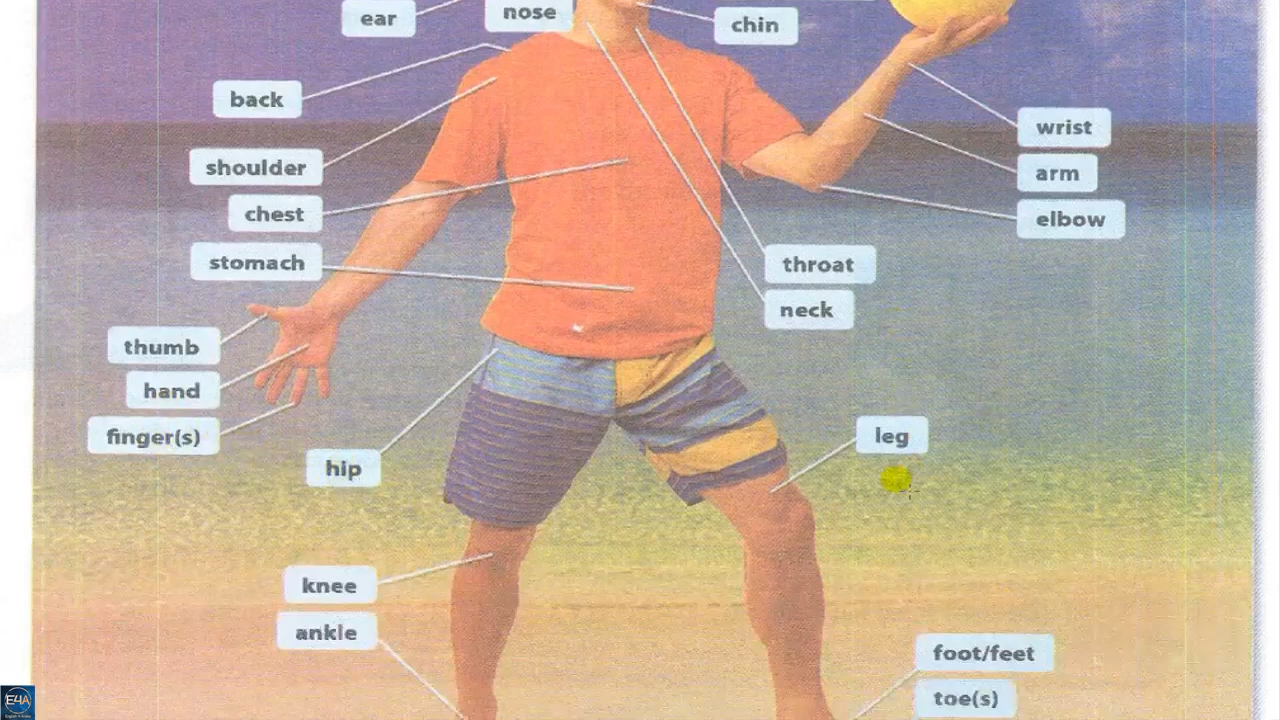 ear
nose
chin
back
shoulder
chest
stomach
wrist
arm
elbow
throat
neck
thumb
hand
finger(s)
hip
leg
knee
ankle
foot/feet
toe(s)
E4A